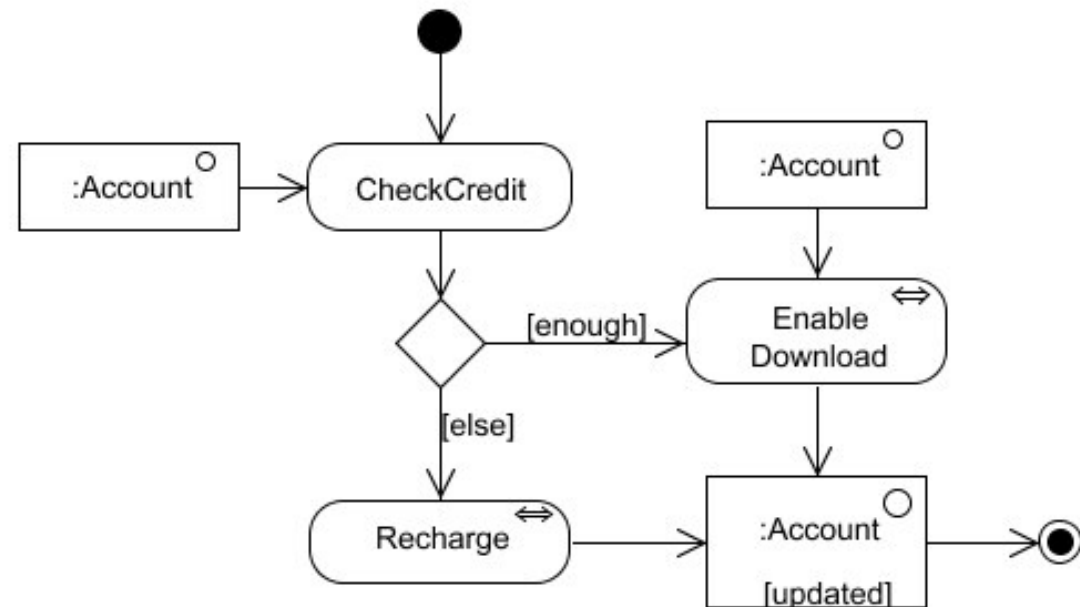 :Account
CheckCredit
:Account
[enough]
Enable
Download
[else]
Recharge
:Account
[updated]